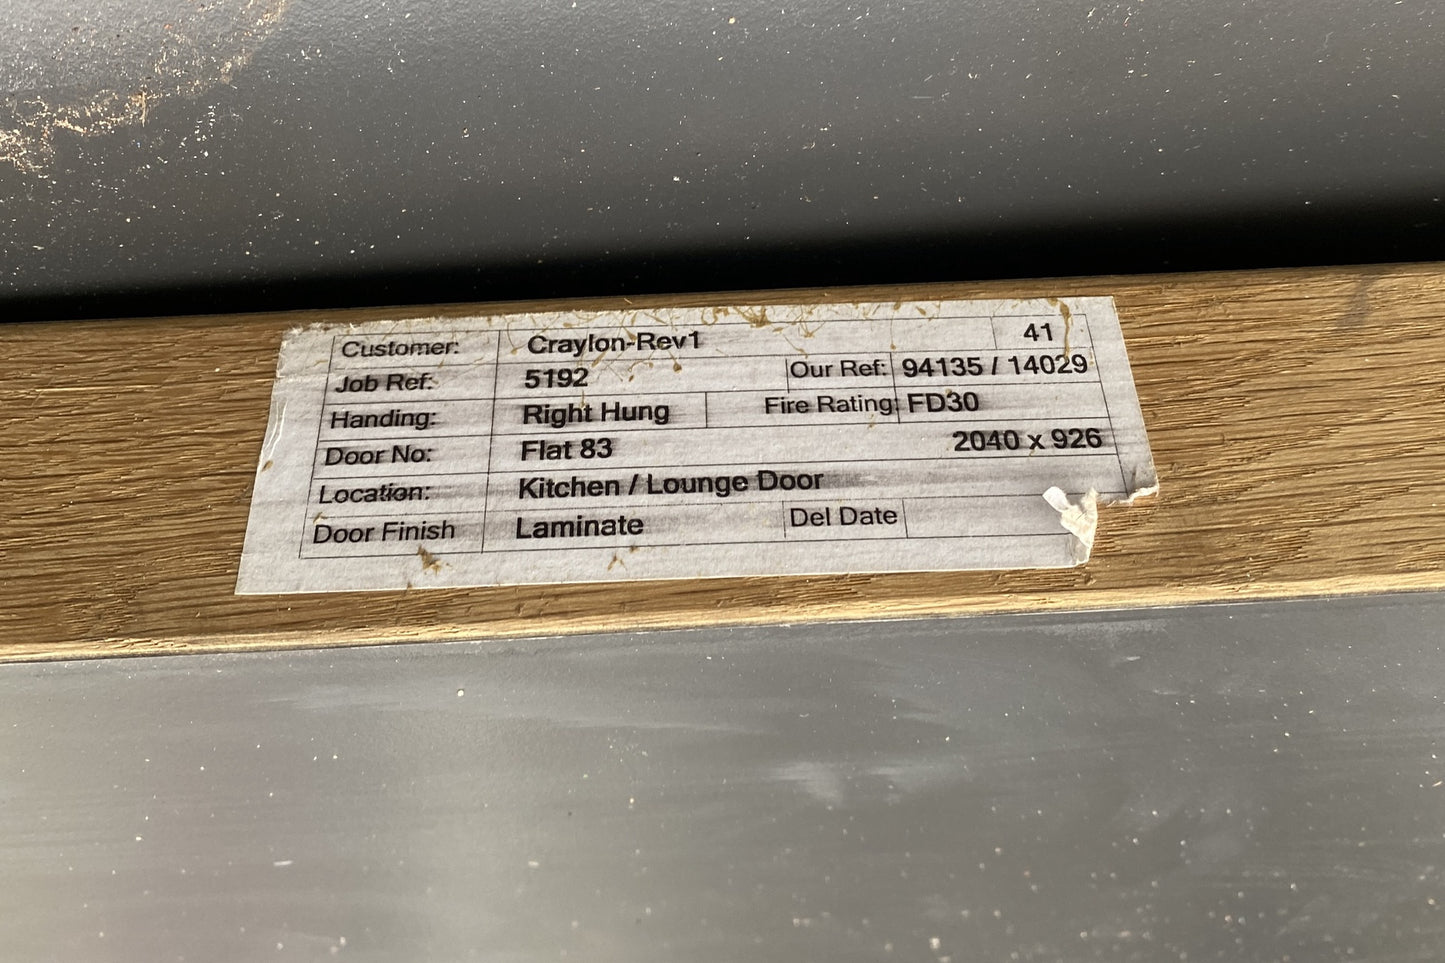 Customer: Craylon-Rev1 41
Job Ref: 5192 Our Ref: 94135 / 14029
Handing: Right Hung Fire Rating: FD30
Door No: Flat 83 2040 x 926
Location: Kitchen / Lounge Door
Door Finish Laminate Del Date